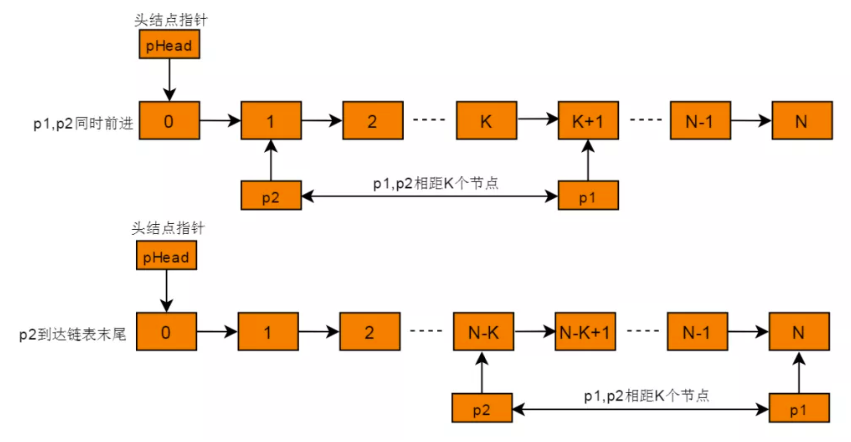 头结点指针
pHead
p1,p2同时前进
0
1
2
K
K+1
N-1
N
p1,p2相距K个节点
p2
p1
头结点指针
pHead
p2到达链表末尾
0
1
2
N-K
N-K+1
N-1
N
p1,p2相距K个节点
p2
p1